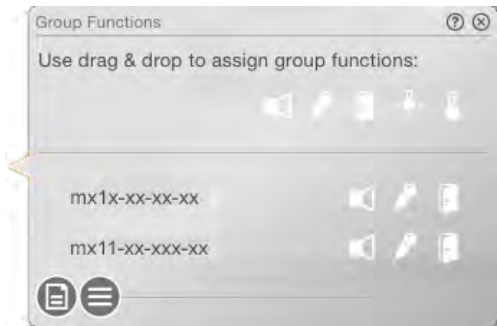 Group Functions
Use drag & drop to assign group functions:
mx1x-xx-xx-xx
mx11-xx-xxx-xx